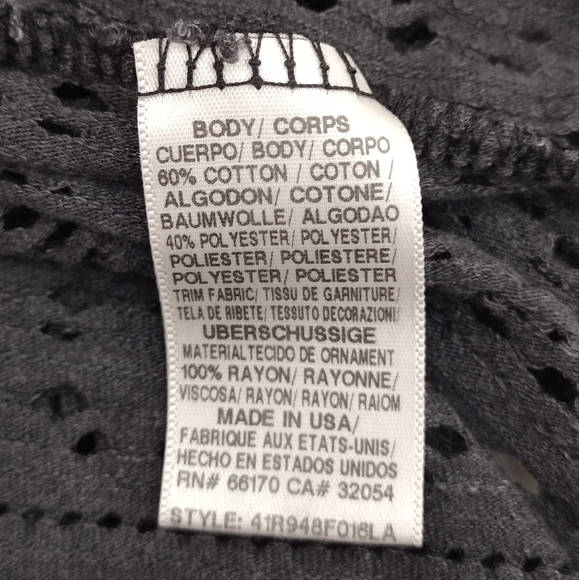 BODY/ CORPS
CUERPO/ BODY/ CORPO
60% COTTON / COTON /
ALGODON/ COTONE/
BAUMWOLLE/ ALGODAO
40% POLYESTER/ POLYESTER/
POLIESTER/ POLIESTERE/
POLYESTER/ POLIESTER
TRIM FABRIC/ TISSU DE GARNITURE/
TELA DE RIBETE/ TESSUTO DECORAZIONI/
UBERSCHUSSIGE
MATERIALTECIDO DE ORNAMENT
100% RAYON/ RAYONNE/
VISCOSA/ RAYON/ RAYON/ RAIOM
MADE IN USA/
FABRIQUE AUX ETATS-UNIS/
HECHO EN ESTADOS UNIDOS
RN# 66170 CA# 32054
STYLE: 41R948F016LA